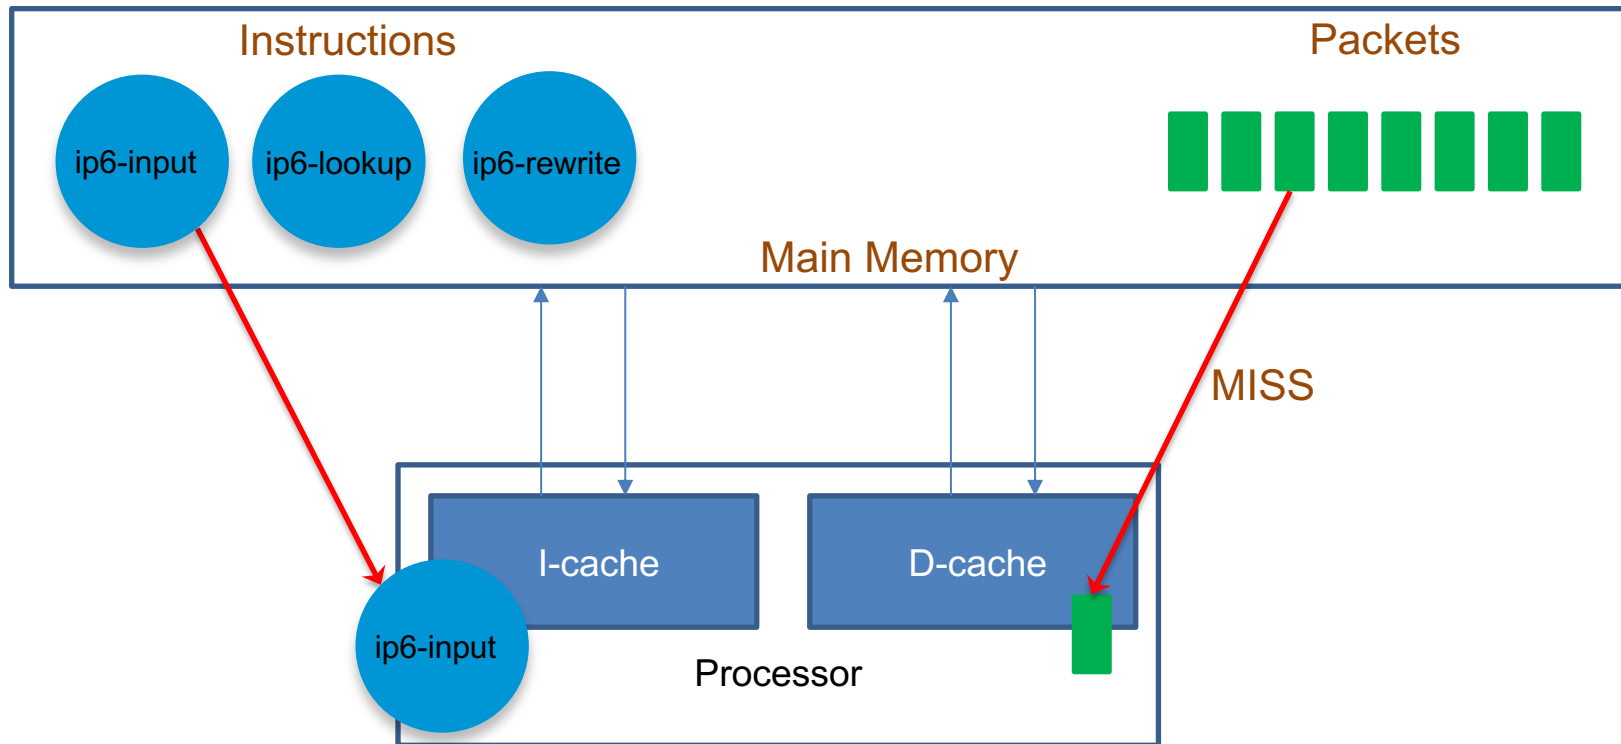 Instructions
Packets
ip6-input
ip6-lookup
ip6-rewrite
Main Memory
MISS
I-cache
D-cache
ip6-input
Processor